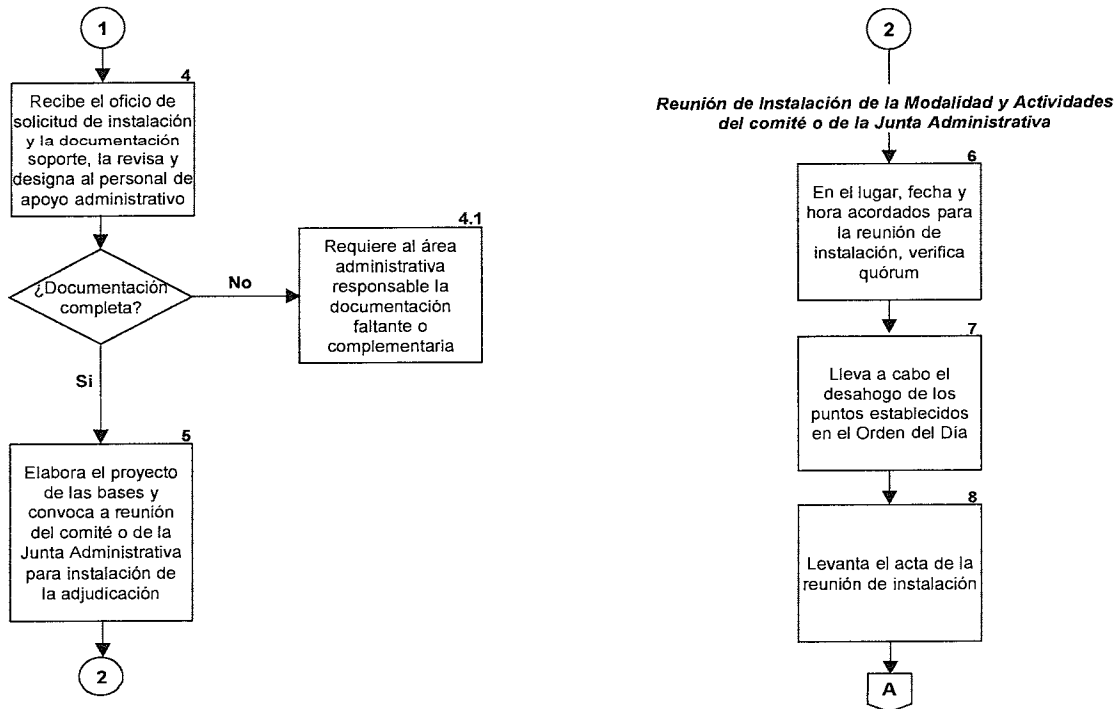 1
4
Recibe el oficio de
solicitud de instalación
y la documentación
soporte, la revisa y
designa al personal de
apoyo administrativo
¿Documentación
completa?
No
4.1
Requiere al área
administrativa
responsable la
documentación
faltante o
complementaria
Si
5
Elabora el proyecto
de las bases y
convoca a reunión
del comité o de la
Junta Administrativa
para instalación de
la adjudicación
2
2
Reunión de Instalación de la Modalidad y Actividades
del comité o de la Junta Administrativa
6
En el lugar, fecha y
hora acordados para
la reunión de
instalación, verifica
quórum
7
Lleva a cabo el
desahogo de los
puntos establecidos
en el Orden del Día
8
Levanta el acta de la
reunión de instalación
A